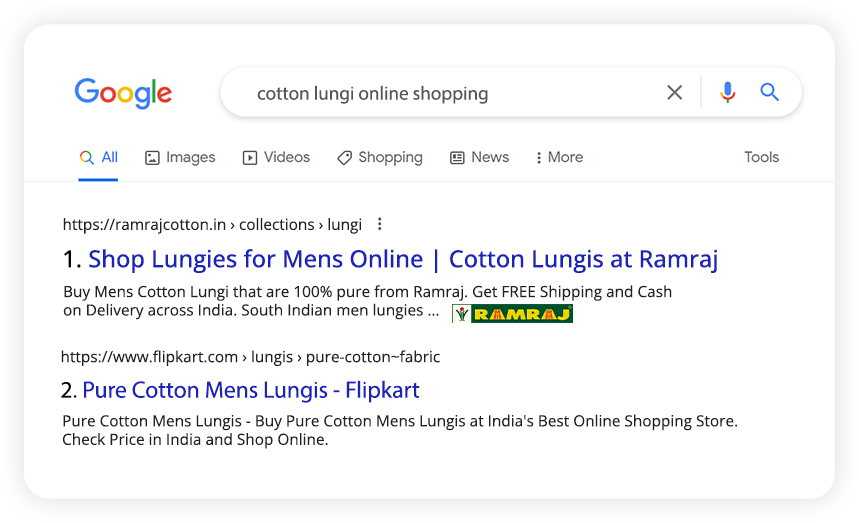 Google
cotton lungi online shopping
All Images Videos Shopping News More Tools
https://ramrajcotton.in › collections › lungi
1. Shop Lungies for Mens Online | Cotton Lungis at Ramraj
Buy Mens Cotton Lungi that are 100% pure from Ramraj. Get FREE Shipping and Cash
on Delivery across India. South Indian men lungies ... RAMRAJ
https://www.flipkart.com › lungis › pure-cotton~fabric
2. Pure Cotton Mens Lungis - Flipkart
Pure Cotton Mens Lungis - Buy Pure Cotton Mens Lungis at India's Best Online Shopping Store.
Check Price in India and Shop Online.